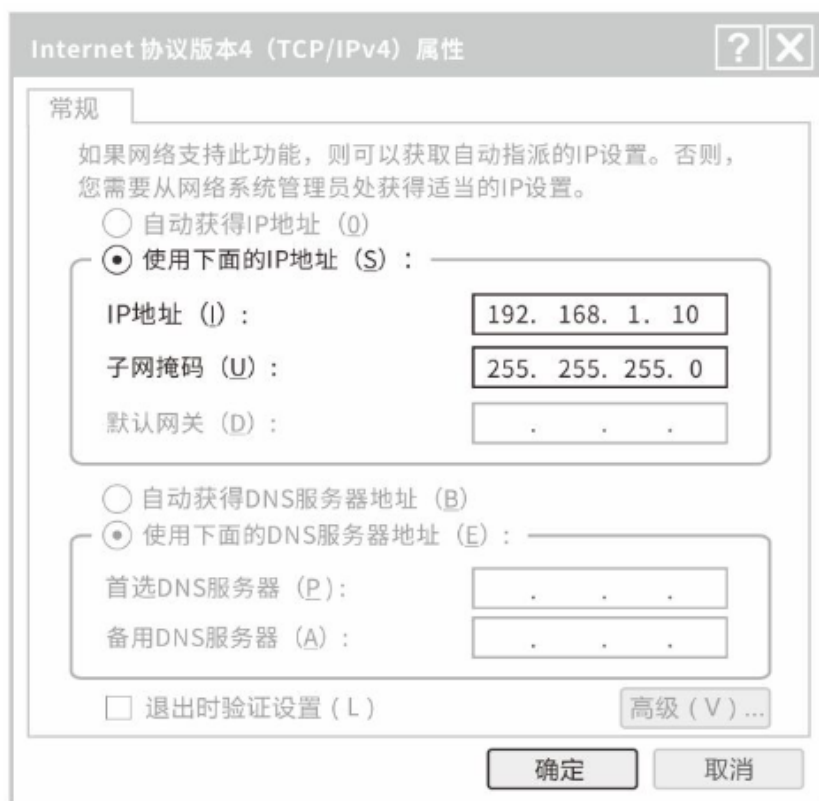 Internet 协议版本4（TCP/IPv4）属性
常规
如果网络支持此功能，则可以获取自动指派的IP设置。否则，
您需要从网络系统管理员处获得适当的IP设置。
自动获得IP地址（0）
使用下面的IP地址（S）：
IP地址（I）： 192. 168. 1. 10
子网掩码（U）： 255. 255. 255. 0
默认网关（D）： . . .
自动获得DNS服务器地址（B）
使用下面的DNS服务器地址（E）：
首选DNS服务器（P）： . . .
备用DNS服务器（A）： . . .
退出时验证设置 ( L ) 高级 ( V ) ...
确定 取消